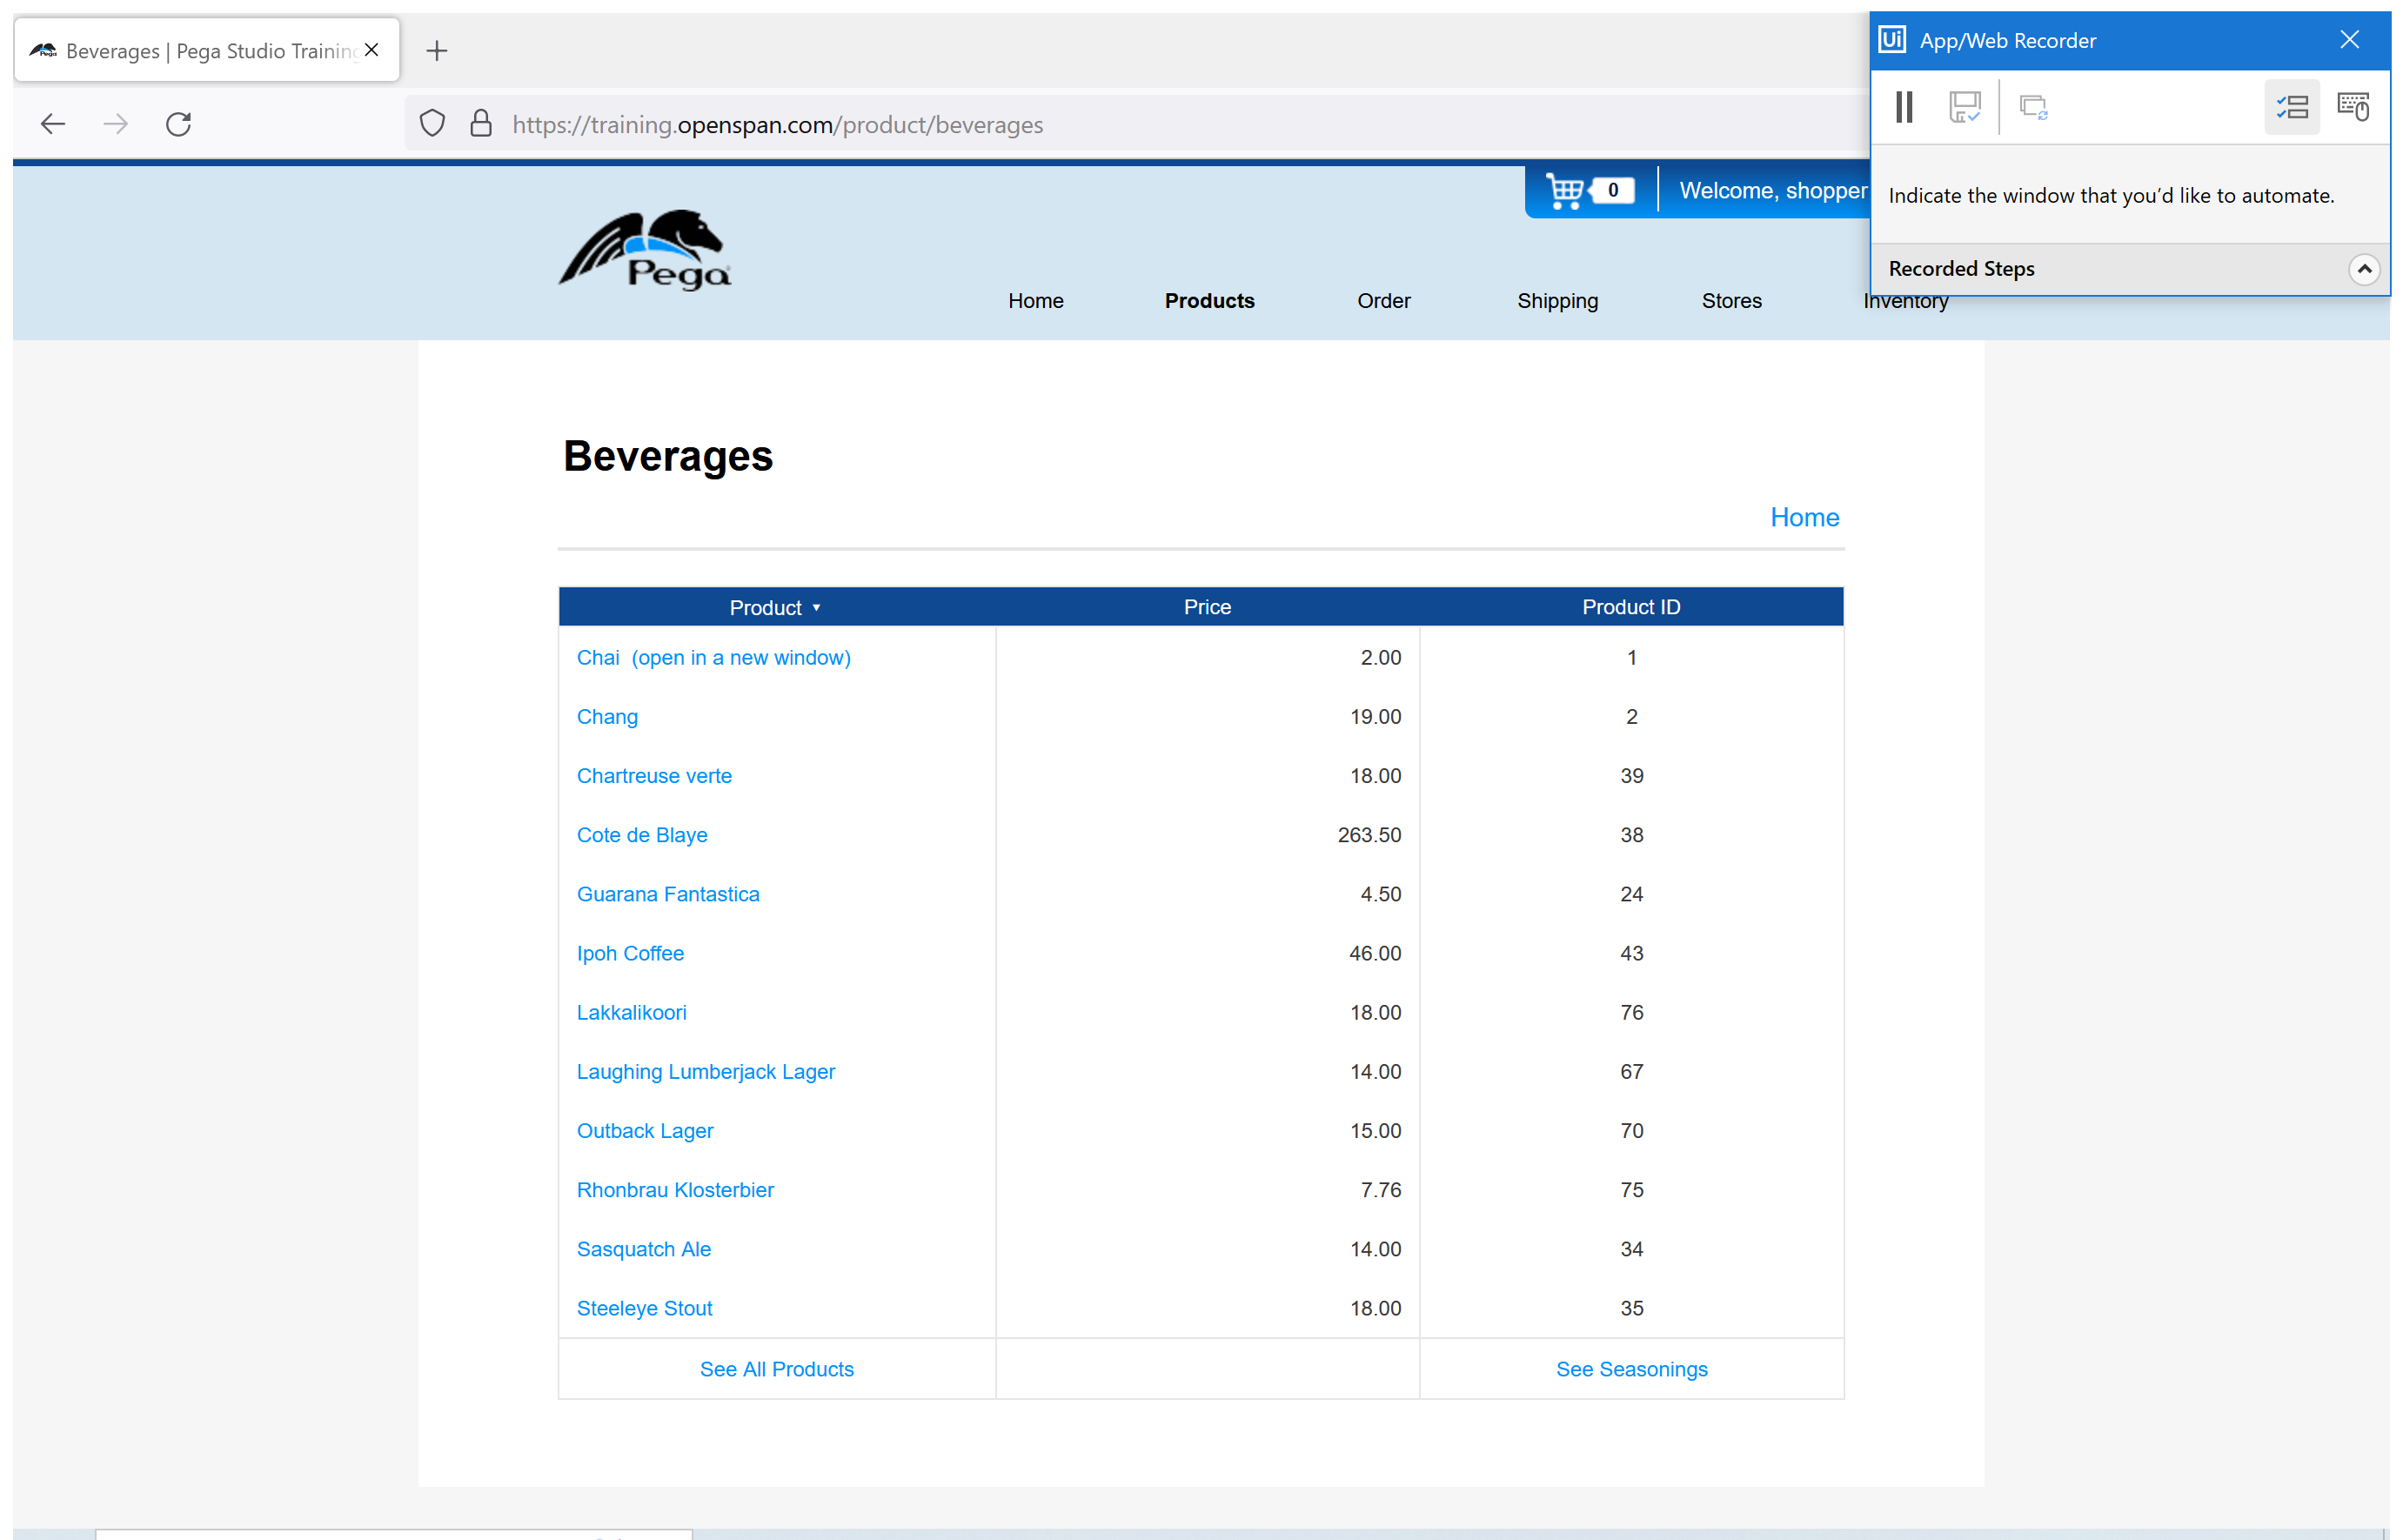 Beverages | Pega Studio Training
Ui App/Web Recorder
https://training.openspan.com/product/beverages
0 Welcome, shopper
Indicate the window that you'd like to automate.
Recorded Steps
Pega
Home Products Order Shipping Stores Inventory
Beverages
Home
Product ▼ Price Product ID
Chai (open in a new window) 2.00 1
Chang 19.00 2
Chartreuse verte 18.00 39
Cote de Blaye 263.50 38
Guarana Fantastica 4.50 24
Ipoh Coffee 46.00 43
Lakkalikoori 18.00 76
Laughing Lumberjack Lager 14.00 67
Outback Lager 15.00 70
Rhonbrau Klosterbier 7.76 75
Sasquatch Ale 14.00 34
Steeleye Stout 18.00 35
See All Products See Seasonings